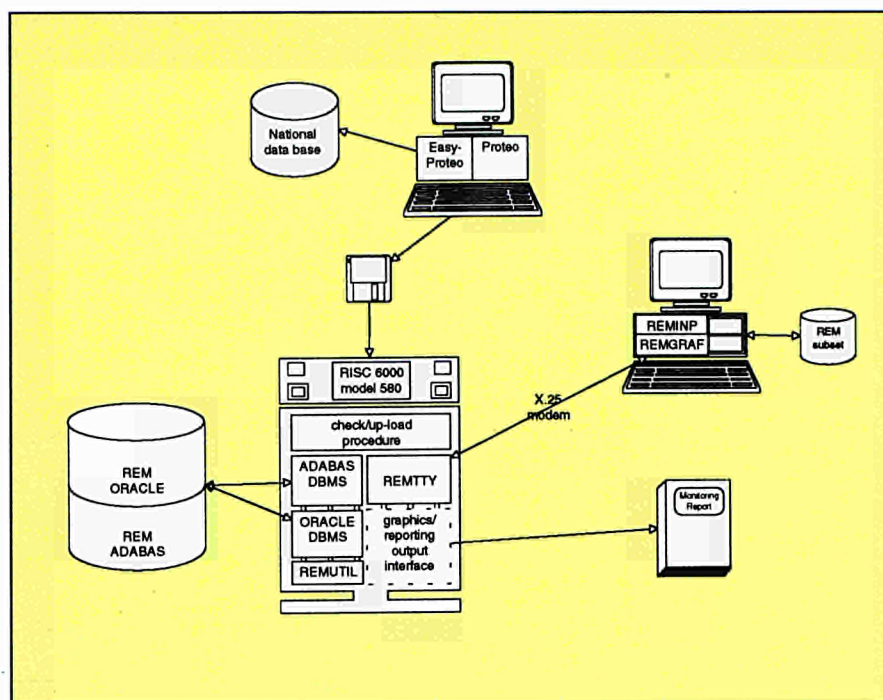 National
data base
Easy-
Proteo
Proteo
REMINP
REMGRAF
REM
subset
RISC 6000
model 580
X.25
modem
check/up-load
procedure
ADABAS
DBMS
REMTTY
REM
ORACLE
REM
ADABAS
ORACLE
DBMS
graphics/
reporting
output
interface
REMUTIL
Monitoring
Report